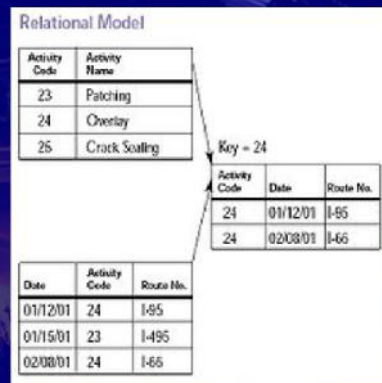 Relational Model
Activity Code Activity Name
23 Patching
24 Overlay
26 Crack Sealing
Key = 24
Activity Code Date Route No.
24 01/12/01 I-95
24 02/08/01 I-66
Date Activity Code Route No.
01/12/01 24 I-95
01/15/01 23 I-495
02/08/01 24 I-66